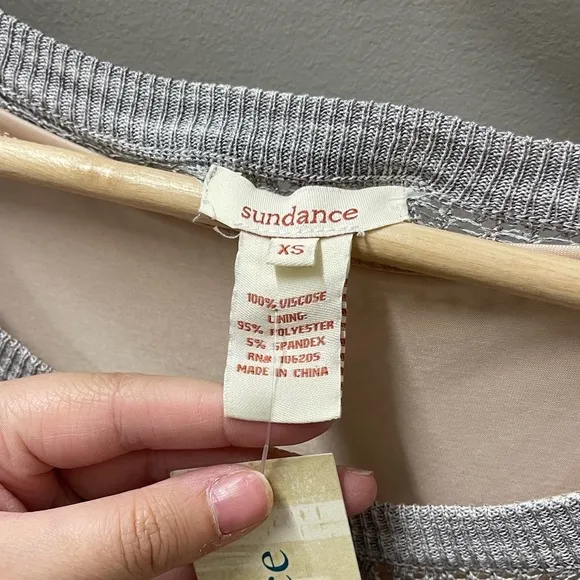 sundance
XS
100% VISCOSE
LINING:
95% POLYESTER
5% SPANDEX
RN# 106205
MADE IN CHINA